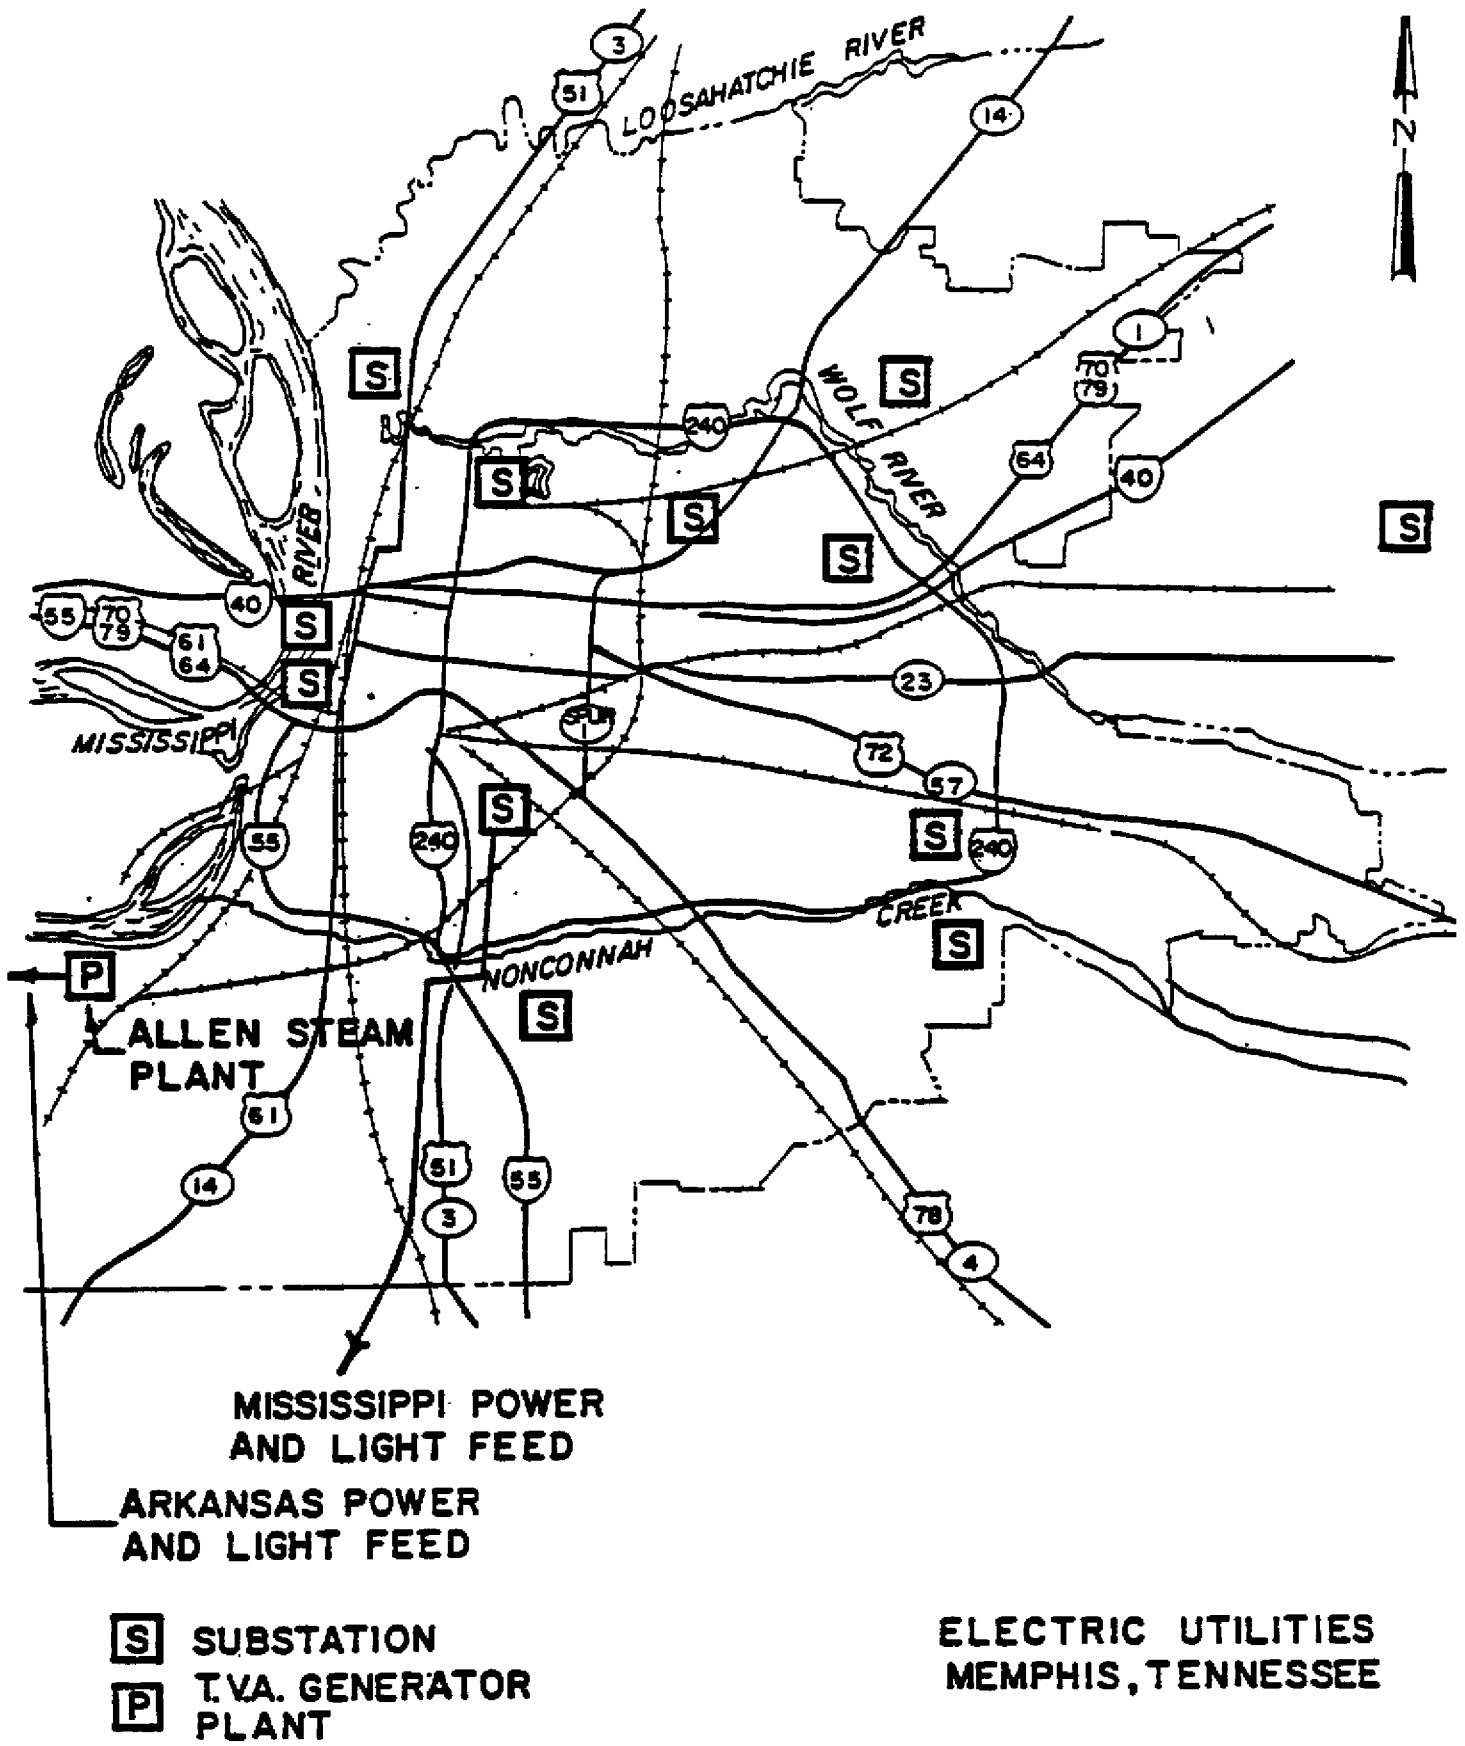 3
51
LOOSAHATCHIE RIVER
14
N
1
70
79
S
S
WOLF RIVER
240
64
40
S
S
S
S
RIVER
40
55
70
79
61
64
S
S
23
MISSISSIPPI
SPUR
72
57
S
S
55
240
240
CREEK
S
NONCONNAH
P
S
ALLEN STEAM
PLANT
61
14
51
55
3
78
4
MISSISSIPPI POWER
AND LIGHT FEED
ARKANSAS POWER
AND LIGHT FEED
S SUBSTATION
P T.V.A. GENERATOR
PLANT
ELECTRIC UTILITIES
MEMPHIS, TENNESSEE